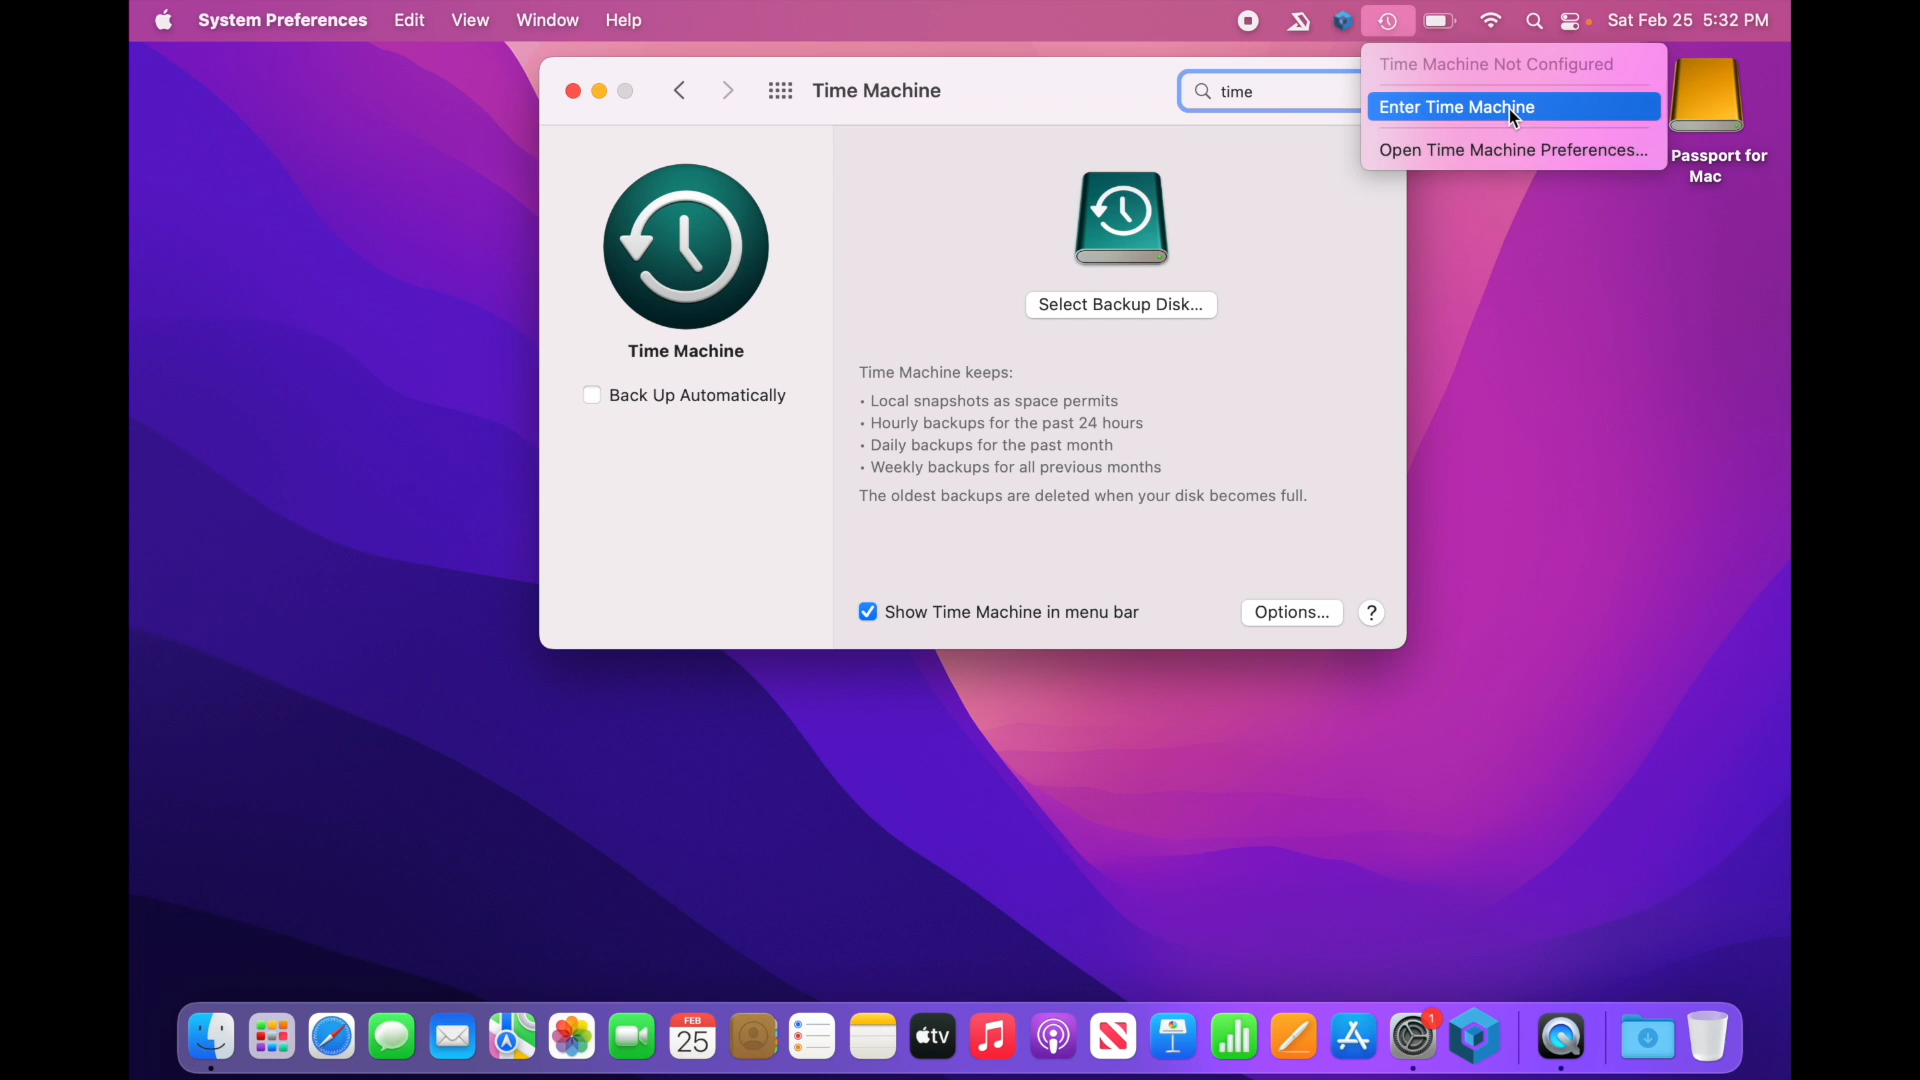 System Preferences Edit View Window Help
Sat Feb 25 5:32 PM
Time Machine
time
Time Machine Not Configured
Enter Time Machine
Open Time Machine Preferences...
Passport for
Mac
Select Backup Disk...
Time Machine
Back Up Automatically
Time Machine keeps:
• Local snapshots as space permits
• Hourly backups for the past 24 hours
• Daily backups for the past month
• Weekly backups for all previous months
The oldest backups are deleted when your disk becomes full.
Show Time Machine in menu bar
Options...
?
FEB
25
tv
1